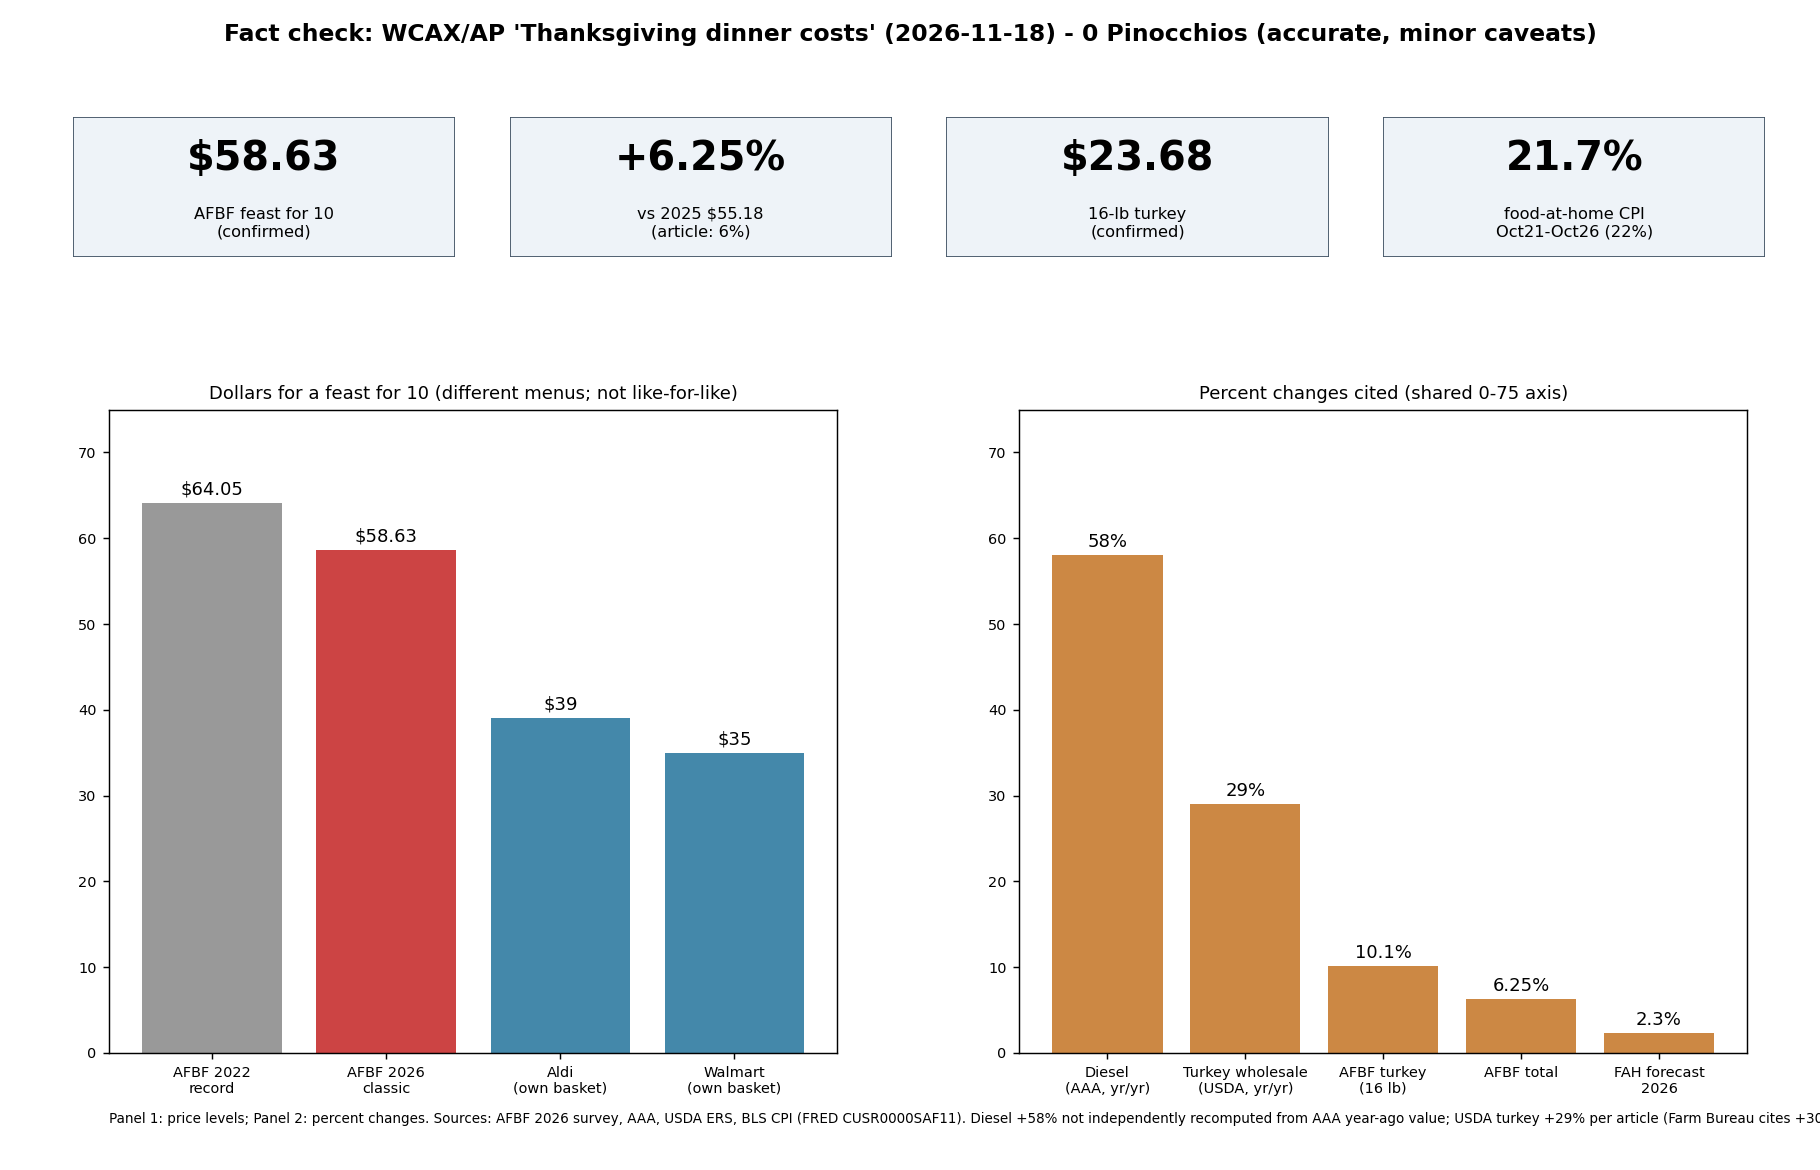 Fact check: WCAX/AP 'Thanksgiving dinner costs' (2026-11-18) - 0 Pinocchios (accurate, minor caveats)
$58.63
AFBF feast for 10
(confirmed)
+6.25%
vs 2025 $55.18
(article: 6%)
$23.68
16-lb turkey
(confirmed)
21.7%
food-at-home CPI
Oct21-Oct26 (22%)
Dollars for a feast for 10 (different menus; not like-for-like)
70
60
50
40
30
20
10
0
$64.05
$58.63
$39
$35
AFBF 2022
record
AFBF 2026
classic
Aldi
(own basket)
Walmart
(own basket)
Percent changes cited (shared 0-75 axis)
70
60
50
40
30
20
10
0
58%
29%
10.1%
6.25%
2.3%
Diesel
(AAA, yr/yr)
Turkey wholesale
(USDA, yr/yr)
AFBF turkey
(16 lb)
AFBF total
FAH forecast
2026
Panel 1: price levels; Panel 2: percent changes. Sources: AFBF 2026 survey, AAA, USDA ERS, BLS CPI (FRED CUSR0000SAF11). Diesel +58% not independently recomputed from AAA year-ago value; USDA turkey +29% per article (Farm Bureau cites +30